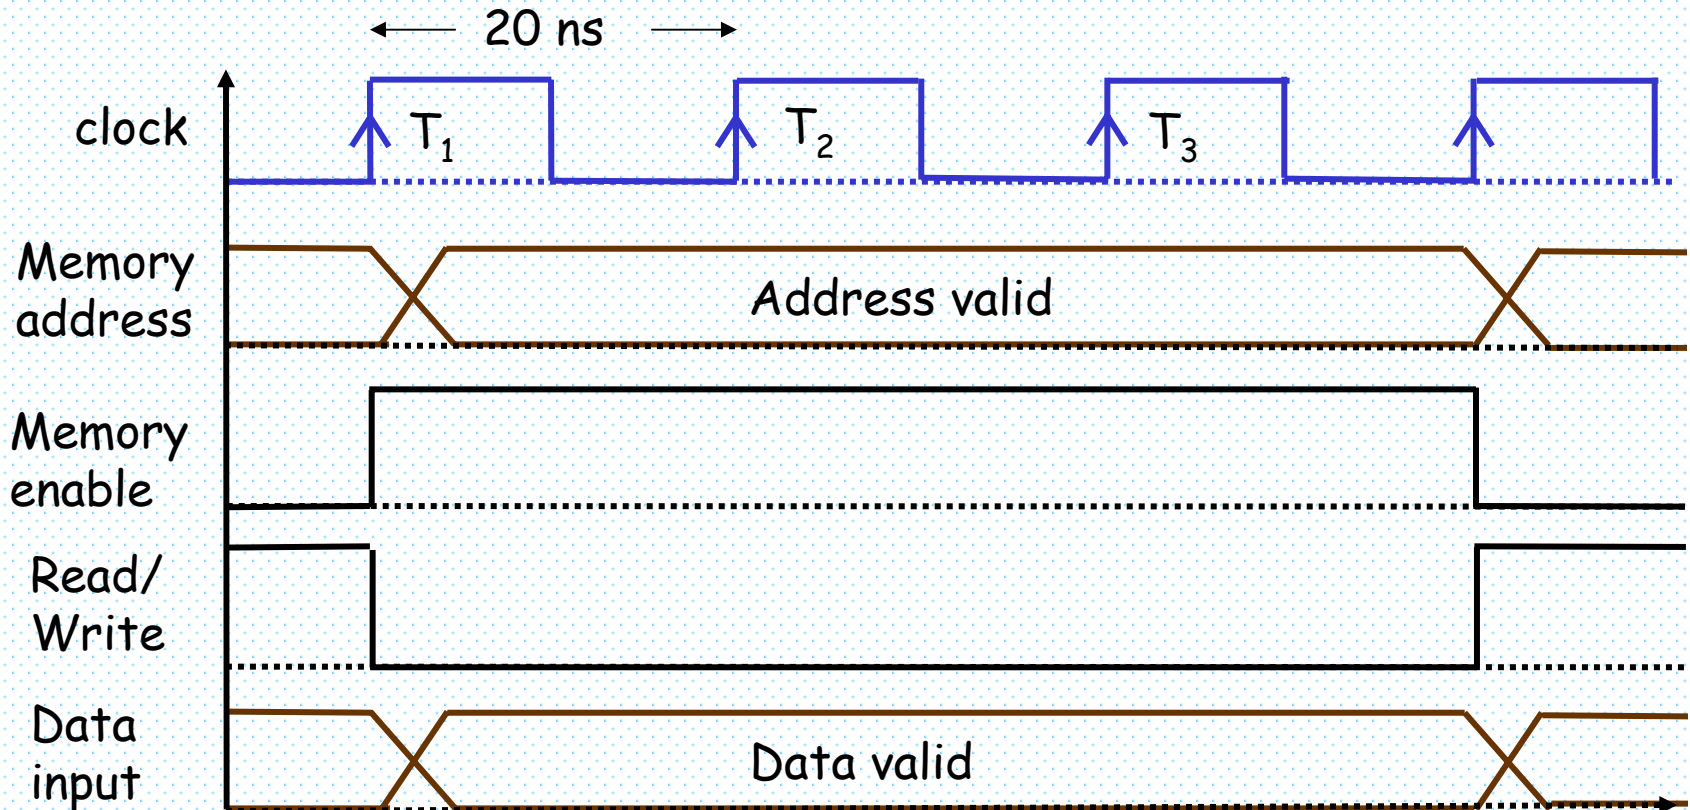 20 ns
clock
T1
T2
T3
Memory
address
Address valid
Memory
enable
Read/
Write
Data
input
Data valid